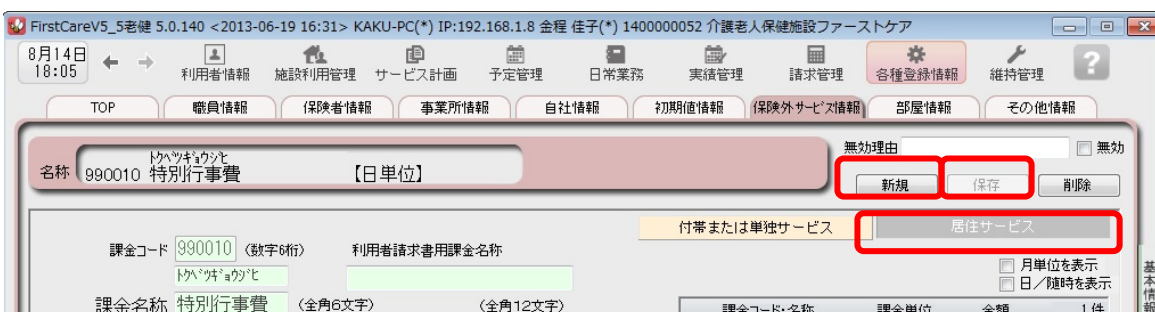 FirstCareV5_5老健 5.0.140 <2013-06-19 16:31> KAKU-PC(*) IP:192.168.1.8 金程 佳子(*) 1400000052 介護老人保健施設ファーストケア
8月14日
18:05
利用者情報 施設利用管理 サービス計画 予定管理 日常業務 実績管理 請求管理 各種登録情報 維持管理 ?
TOP 職員情報 保険者情報 事業所情報 自社情報 初期値情報 保険外サービス情報 部屋情報 その他情報
無効理由 無効
トクベツギョウジヒ
名称 990010 特別行事費 【日単位】
新規 保存 削除
付帯または単独サービス 居住サービス
課金コード 990010 (数字6桁) 利用者請求書用課金名称
トクベツギョウジヒ
月単位を表示
日/随時を表示
課金名称 特別行事費 (全角6文字) (全角12文字)
課金コード・名称 課金単位 金額 1件
基本情報